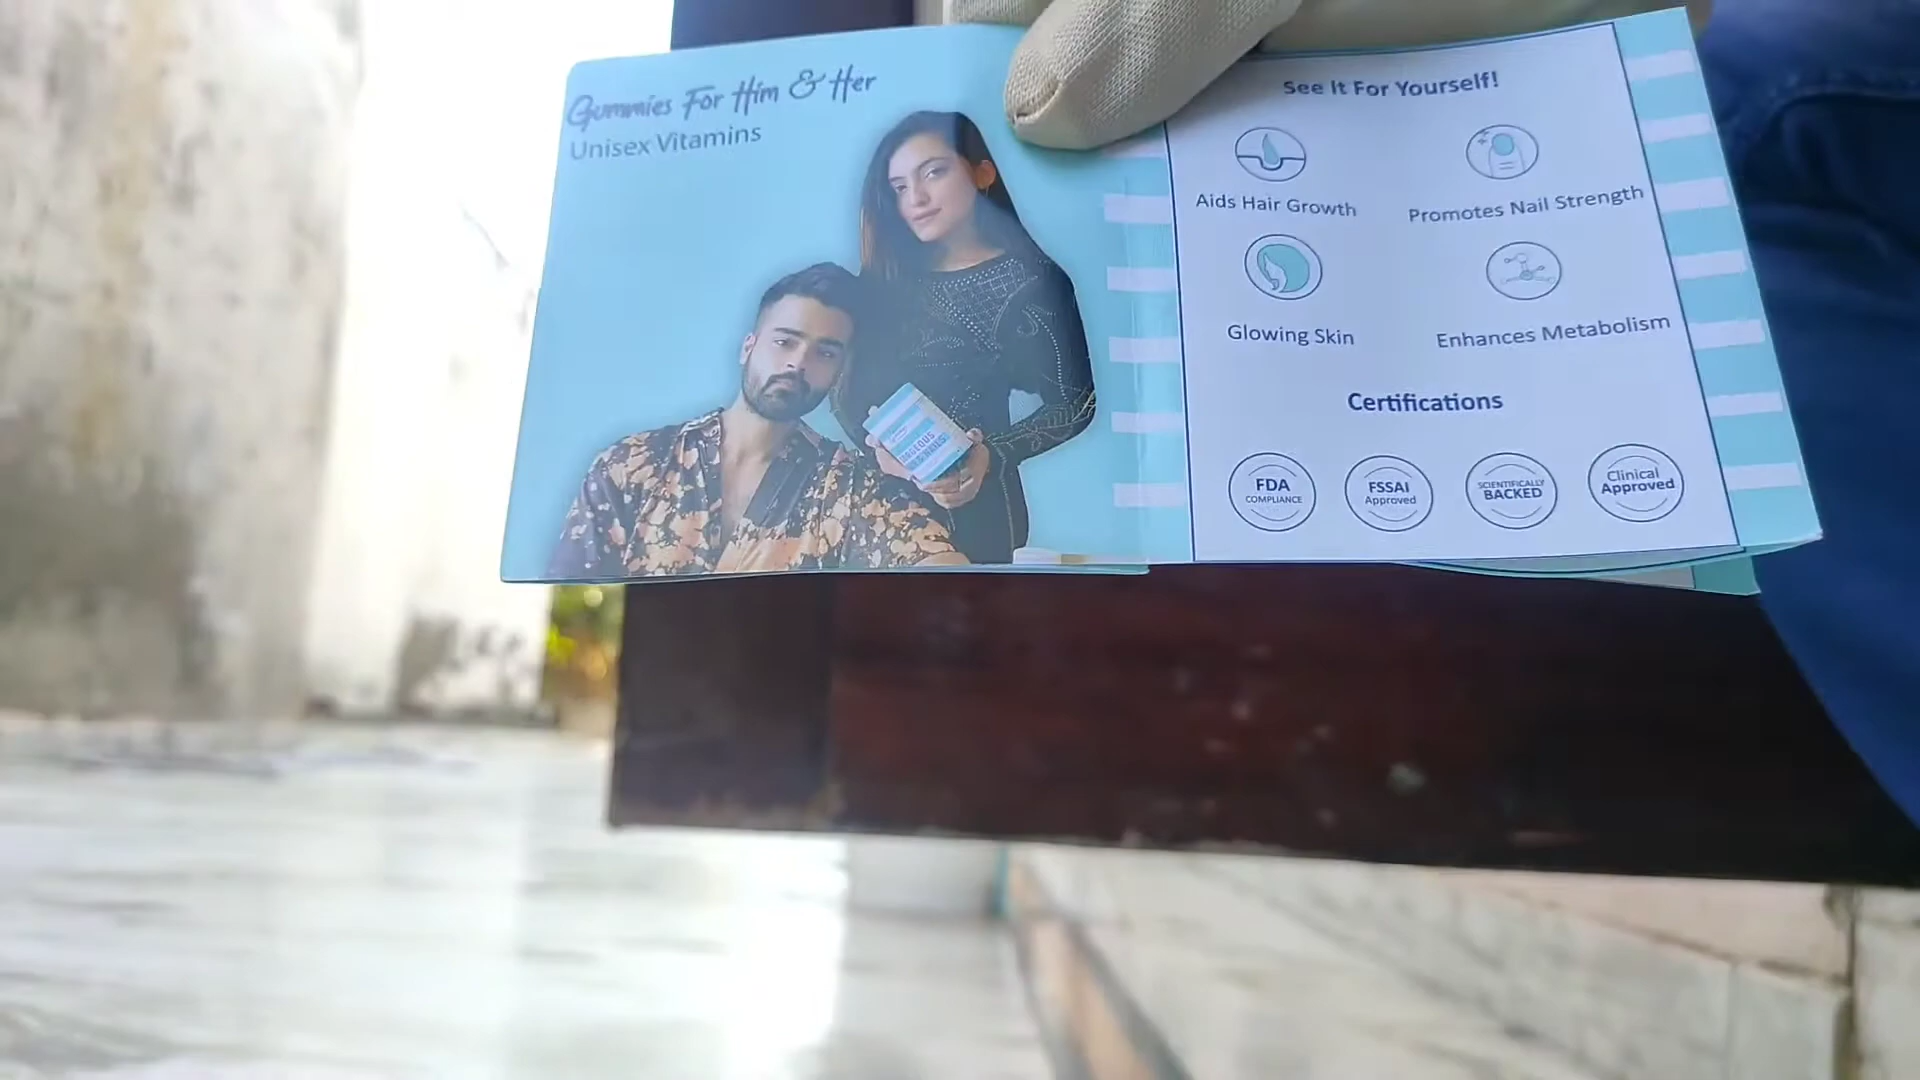 Gummies For Him & Her
Unisex Vitamins
See It For Yourself!
Aids Hair Growth
Promotes Nail Strength
Glowing Skin
Enhances Metabolism
Certifications
FDA
COMPLIANCE
FSSAI
Approved
SCIENTIFICALLY
BACKED
Clinical
Approved